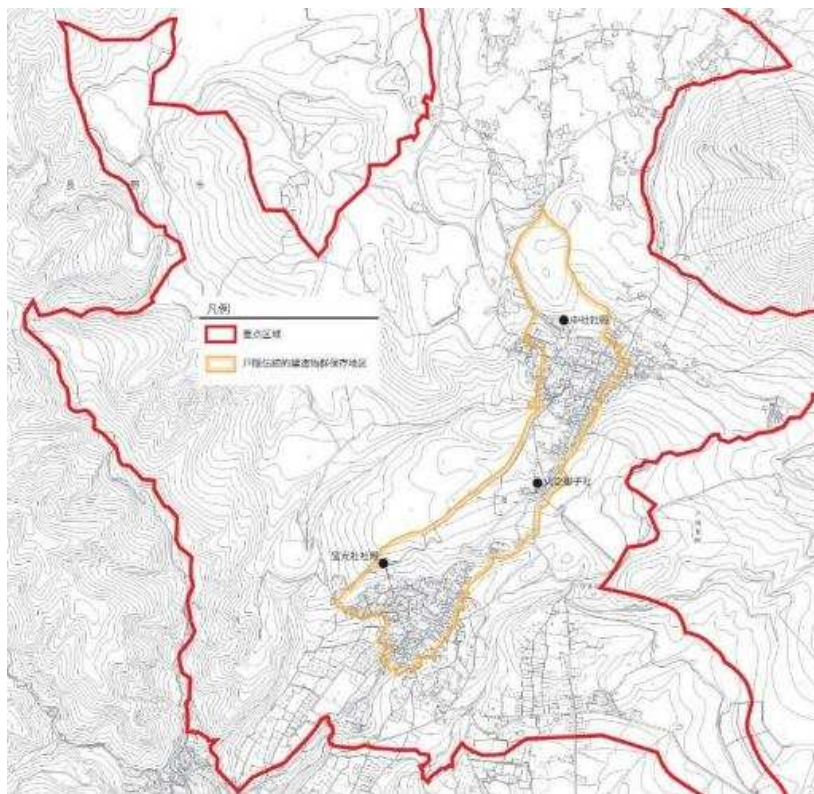 凡例
重点区域
戸隠伝統的建造物群保存地区
中社社殿
火之御子社
宝光社社殿